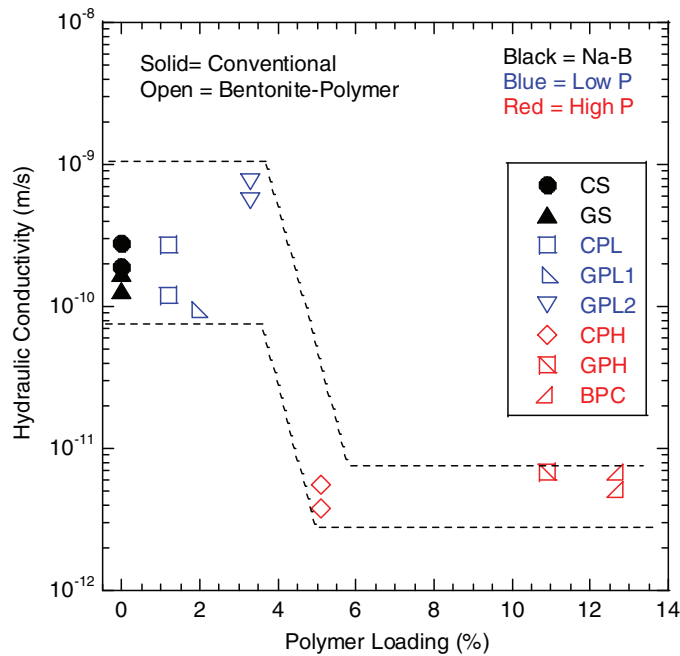 10-8
10-9
10-10
10-11
10-12
Hydraulic Conductivity (m/s)
Solid= Conventional
Open = Bentonite-Polymer
Black = Na-B
Blue = Low P
Red = High P
CS
GS
CPL
GPL1
GPL2
CPH
GPH
BPC
0 2 4 6 8 10 12 14
Polymer Loading (%)